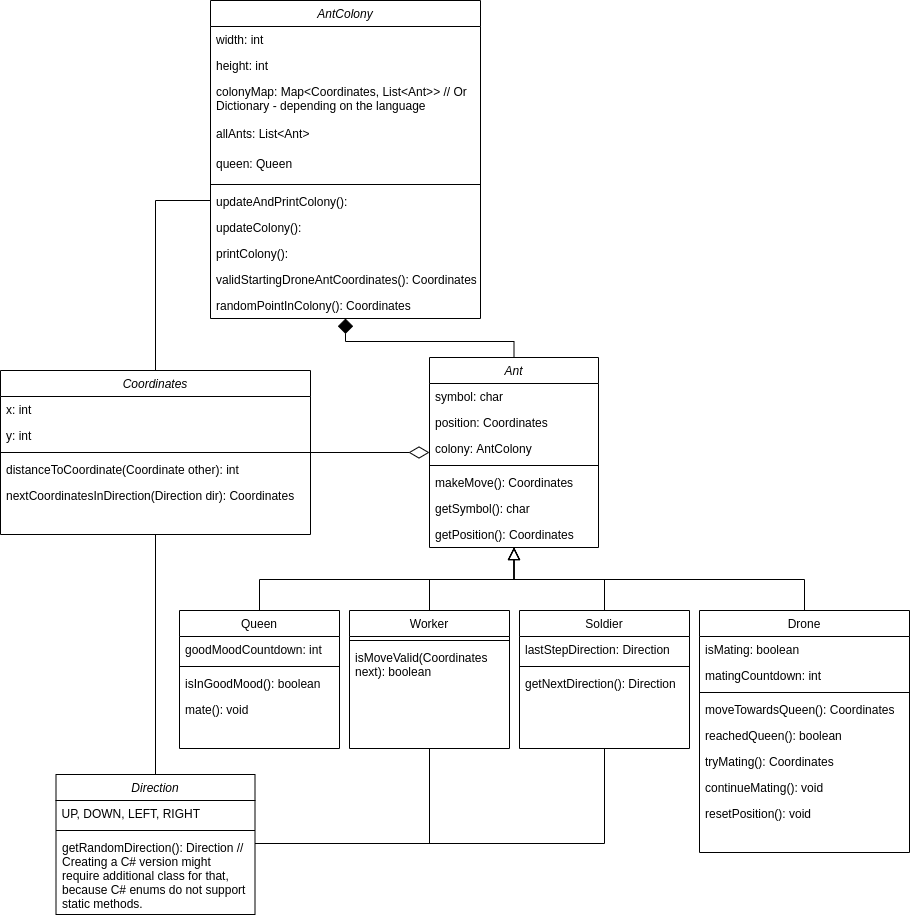 AntColony
width: int
height: int
colonyMap: Map<Coordinates, List<Ant>> // Or
Dictionary - depending on the language
allAnts: List<Ant>
queen: Queen
updateAndPrintColony():
updateColony():
printColony():
validStartingDroneAntCoordinates(): Coordinates
randomPointInColony(): Coordinates
Coordinates
x: int
y: int
distanceToCoordinate(Coordinate other): int
nextCoordinatesInDirection(Direction dir): Coordinates
Ant
symbol: char
position: Coordinates
colony: AntColony
makeMove(): Coordinates
getSymbol(): char
getPosition(): Coordinates
Queen
goodMoodCountdown: int
isInGoodMood(): boolean
mate(): void
Worker
isMoveValid(Coordinates
next): boolean
Soldier
lastStepDirection: Direction
getNextDirection(): Direction
Drone
isMating: boolean
matingCountdown: int
moveTowardsQueen(): Coordinates
reachedQueen(): boolean
tryMating(): Coordinates
continueMating(): void
resetPosition(): void
Direction
UP, DOWN, LEFT, RIGHT
getRandomDirection(): Direction //
Creating a C# version might
require additional class for that,
because C# enums do not support
static methods.